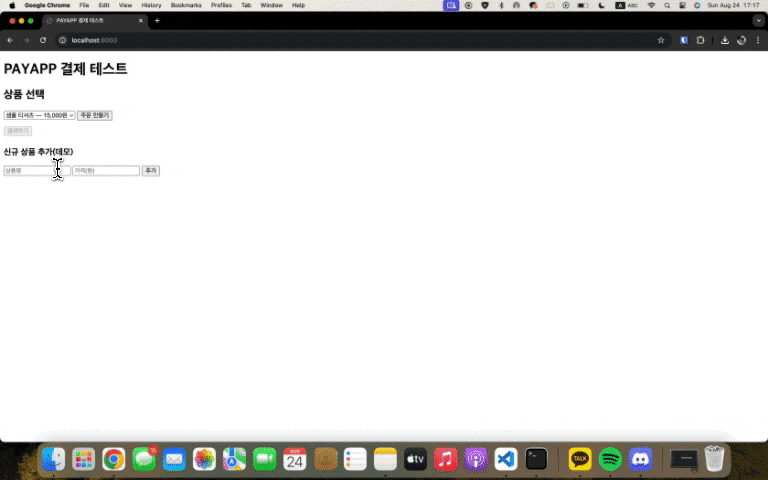 Google Chrome File Edit View History Bookmarks Profiles Tab Window Help A ABC Sun Aug 24 17:17
PAYAPP 결제 테스트
localhost:8000
PAYAPP 결제 테스트
상품 선택
샘플 티셔츠 — 15,000원 주문 만들기
결제하기
신규 상품 추가(데모)
상품명 가격(원) 추가
24
TALK
tv